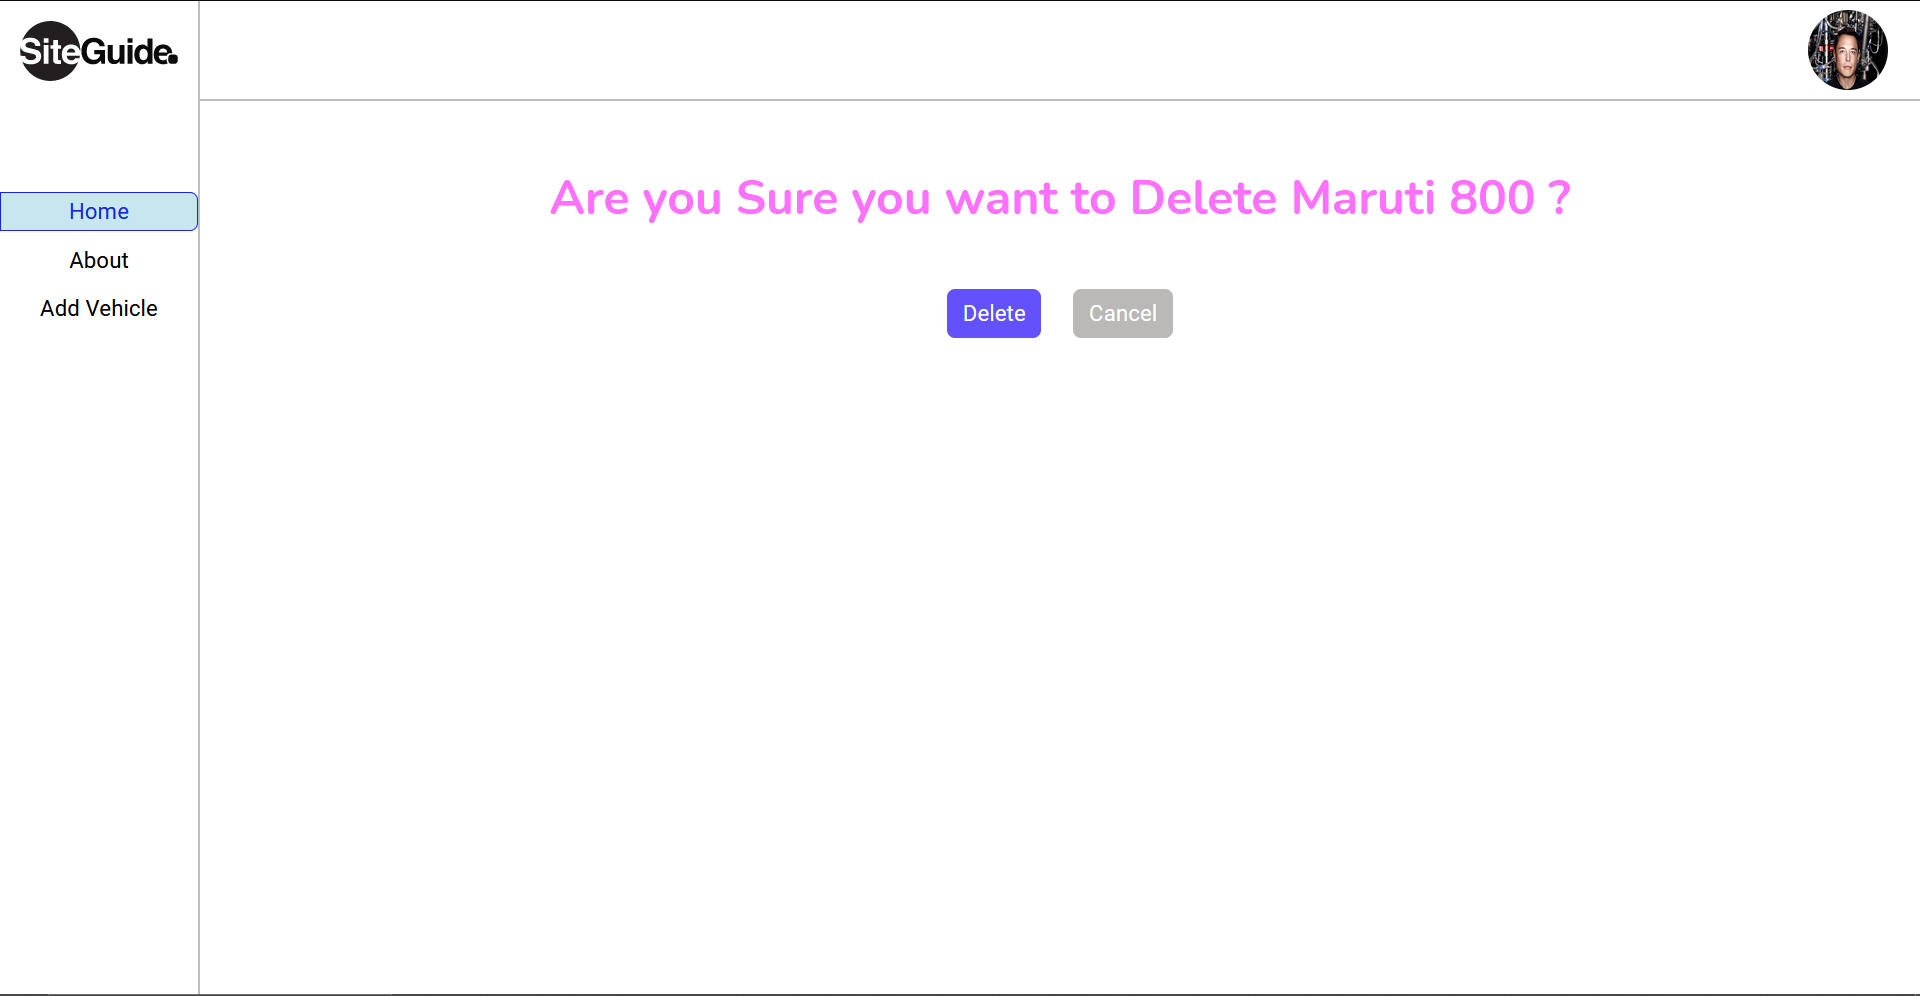 SiteGuide.
Home
About
Add Vehicle
Are you Sure you want to Delete Maruti 800 ?
Delete
Cancel